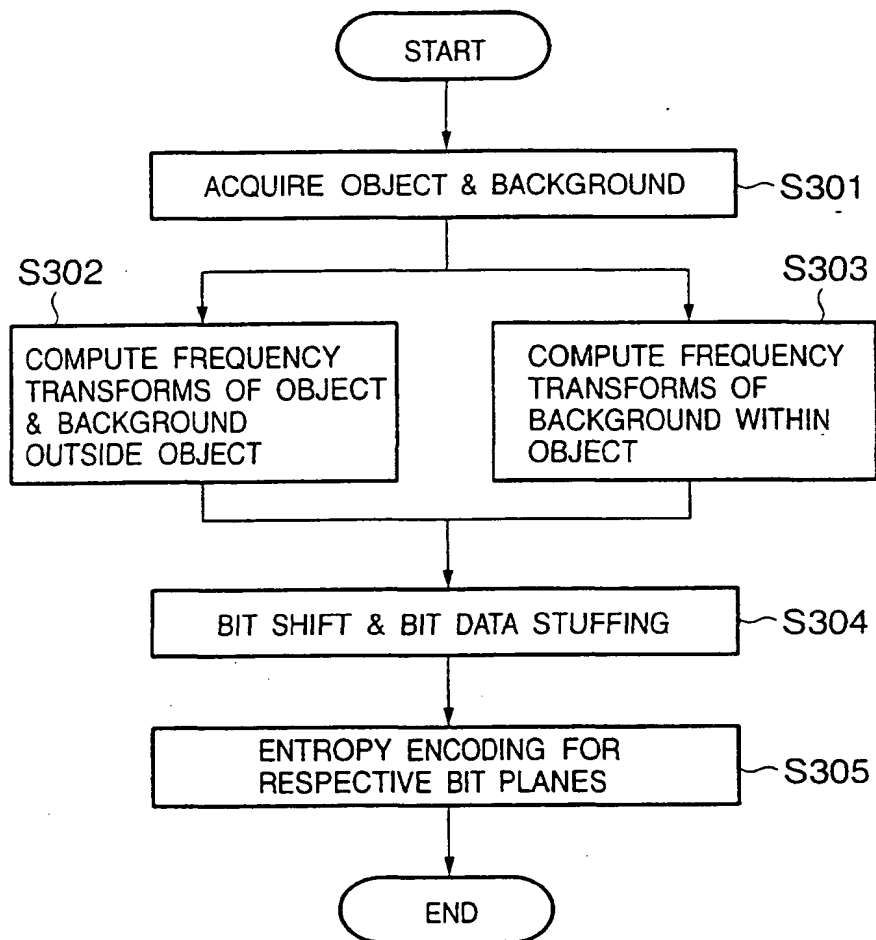 START
ACQUIRE OBJECT & BACKGROUND
S301
S302
S303
COMPUTE FREQUENCY
TRANSFORMS OF OBJECT
& BACKGROUND
OUTSIDE OBJECT
COMPUTE FREQUENCY
TRANSFORMS OF
BACKGROUND WITHIN
OBJECT
BIT SHIFT & BIT DATA STUFFING
S304
ENTROPY ENCODING FOR
RESPECTIVE BIT PLANES
S305
END